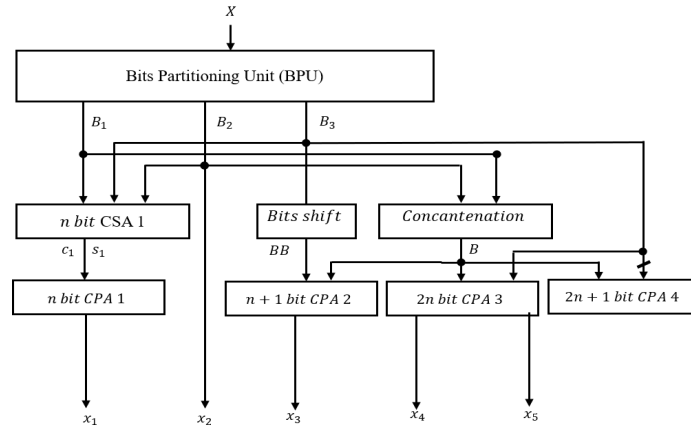 X
Bits Partitioning Unit (BPU)
B₁ B₂ B₃
n bit CSA 1 Bits shift Concantenation
c₁ s₁ BB B
n bit CPA 1 n + 1 bit CPA 2 2n bit CPA 3 2n + 1 bit CPA 4
x₁ x₂ x₃ x₄ x₅